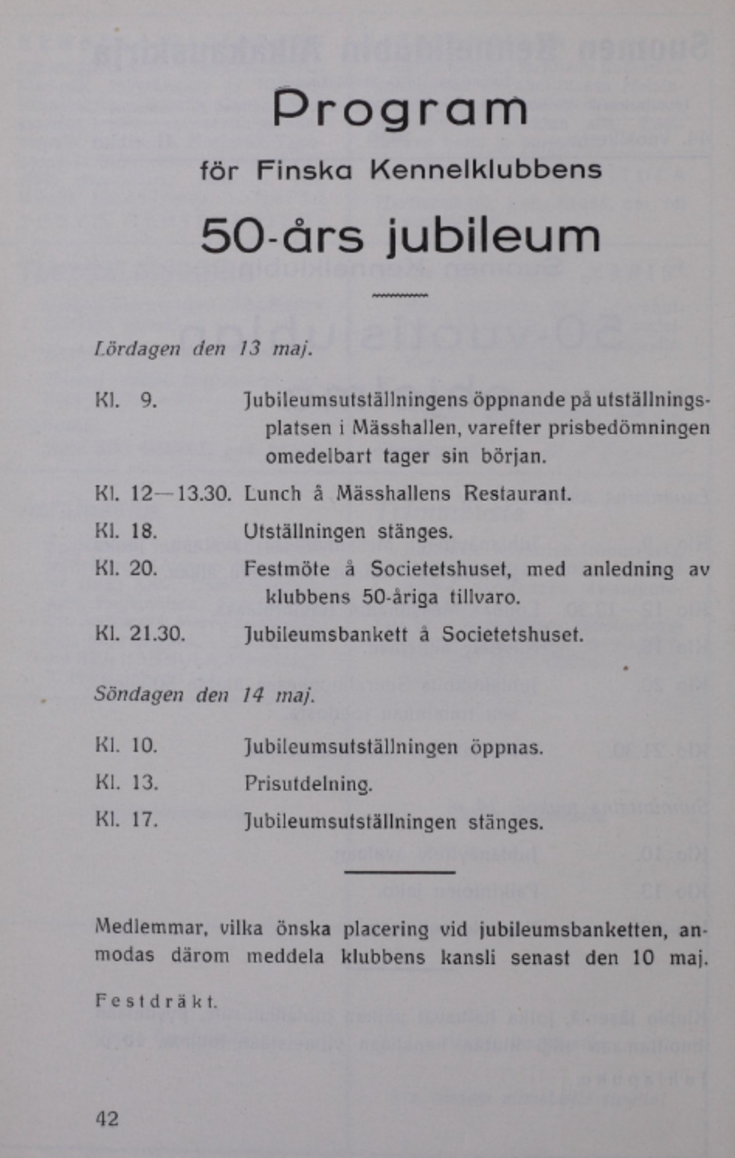 Program
för Finska Kennelklubbens
50-års jubileum
Lördagen den 13 maj.
Kl. 9. Jubileumsutställningens öppnande på utställnings-
platsen i Mässhallen, varefter prisbedömningen
omedelbart tager sin början.
Kl. 12—13.30. Lunch å Mässhallens Restaurant.
Kl. 18. Utställningen stänges.
Kl. 20. Festmöte å Societetshuset, med anledning av
klubbens 50-åriga tillvaro.
Kl. 21.30. Jubileumsbankett å Societetshuset.
Söndagen den 14 maj.
Kl. 10. Jubileumsutställningen öppnas.
Kl. 13. Prisutdelning.
Kl. 17. Jubileumsutställningen stänges.
Medlemmar, vilka önska placering vid jubileumsbanketten, an-
modas därom meddela klubbens kansli senast den 10 maj.
Festdräkt.
42